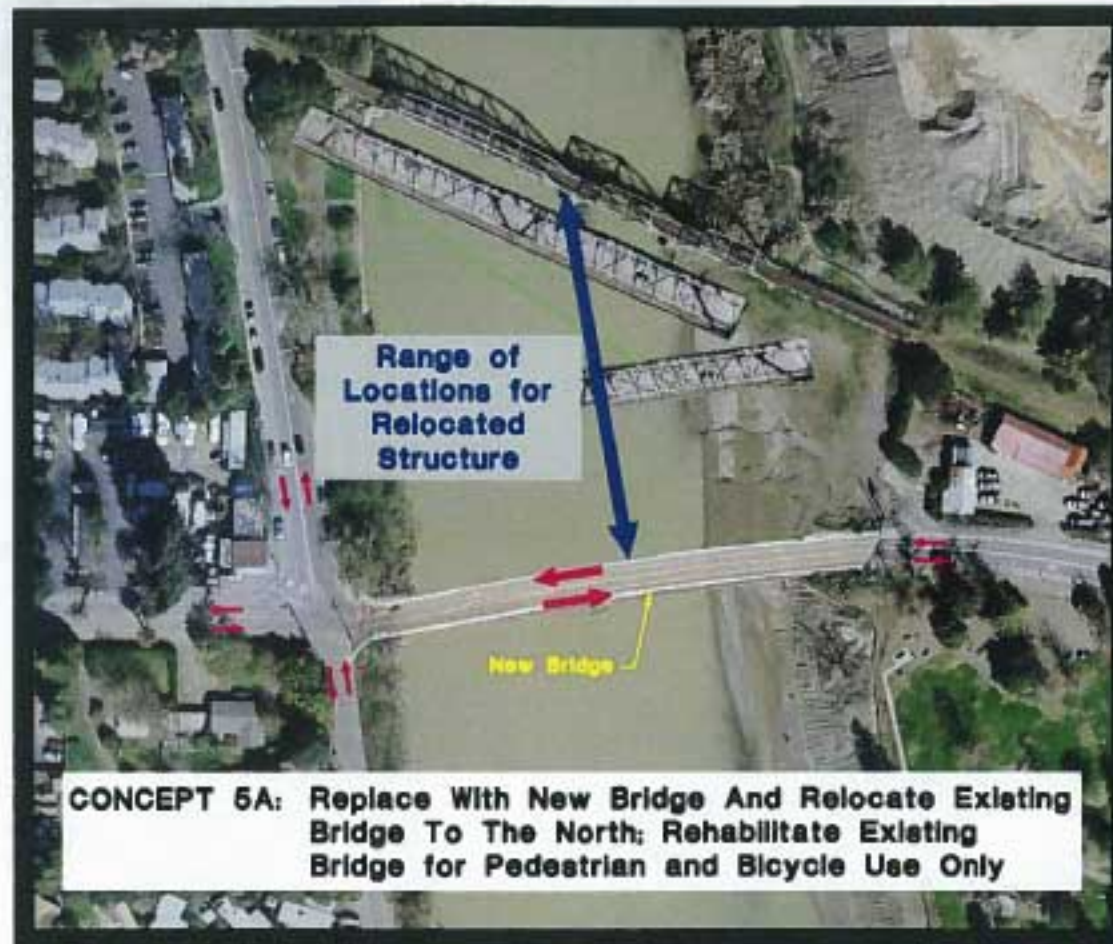 Range of
Locations for
Relocated
Structure
New Bridge
CONCEPT 5A: Replace With New Bridge And Relocate Existing
Bridge To The North; Rehabilitate Existing
Bridge for Pedestrian and Bicycle Use Only